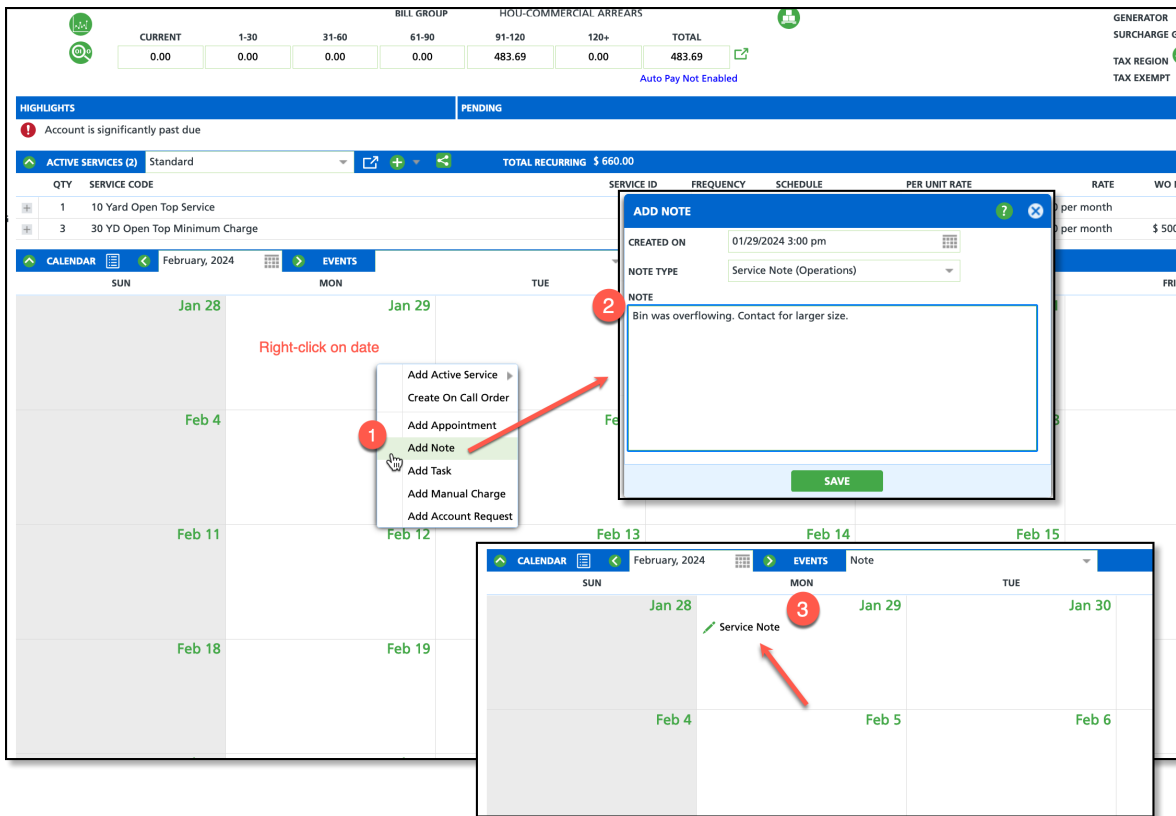 BILL GROUP HOU-COMMERCIAL ARREARS GENERATOR
CURRENT 1-30 31-60 61-90 91-120 120+ TOTAL SURCHARGE
0.00 0.00 0.00 0.00 483.69 0.00 483.69 TAX REGION
Auto Pay Not Enabled TAX EXEMPT
HIGHLIGHTS PENDING
Account is significantly past due
ACTIVE SERVICES (2) Standard TOTAL RECURRING $ 660.00
QTY SERVICE CODE SERVICE ID FREQUENCY SCHEDULE PER UNIT RATE RATE WO
1 10 Yard Open Top Service per month
3 30 YD Open Top Minimum Charge per month $ 500
CALENDAR February, 2024 EVENTS
SUN MON TUE FRI
Jan 28 Jan 29
Right-click on date
Feb 4
Feb 11 Feb 12 Feb 13 Feb 14 Feb 15
Feb 18 Feb 19
1
Add Active Service
Create On Call Order
Add Appointment
Add Note
Add Task
Add Manual Charge
Add Account Request
2
ADD NOTE
CREATED ON 01/29/2024 3:00 pm
NOTE TYPE Service Note (Operations)
NOTE
Bin was overflowing. Contact for larger size.
SAVE
CALENDAR February, 2024 EVENTS Note
SUN MON TUE
Jan 28 Jan 29 Jan 30
3
Service Note
Feb 4 Feb 5 Feb 6